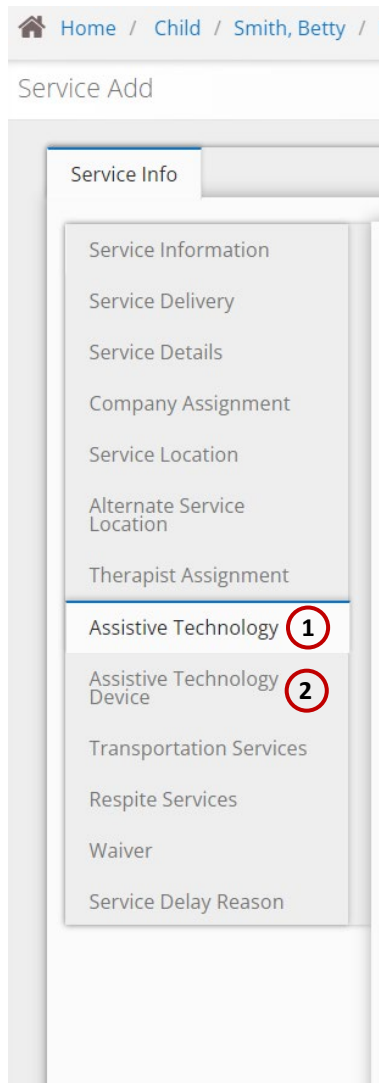 Home / Child / Smith, Betty /
Service Add
Service Info
Service Information
Service Delivery
Service Details
Company Assignment
Service Location
Alternate Service
Location
Therapist Assignment
Assistive Technology 1
Assistive Technology
Device 2
Transportation Services
Respite Services
Waiver
Service Delay Reason